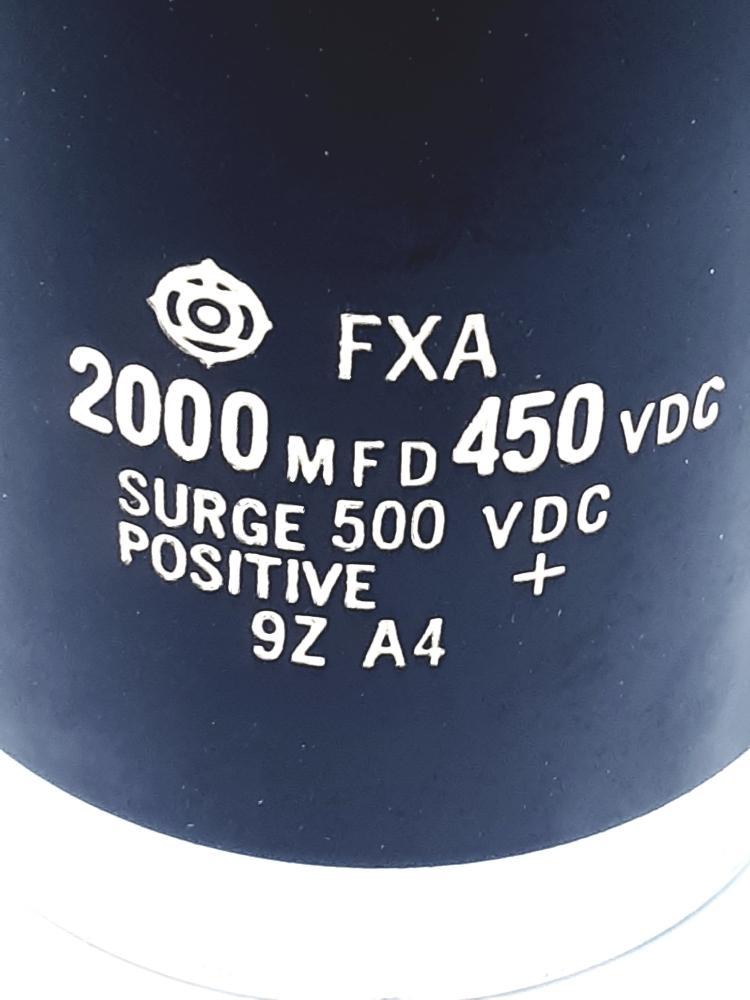 FXA
2000 MFD 450 VDC
SURGE 500 VDC
POSITIVE +
9Z A4